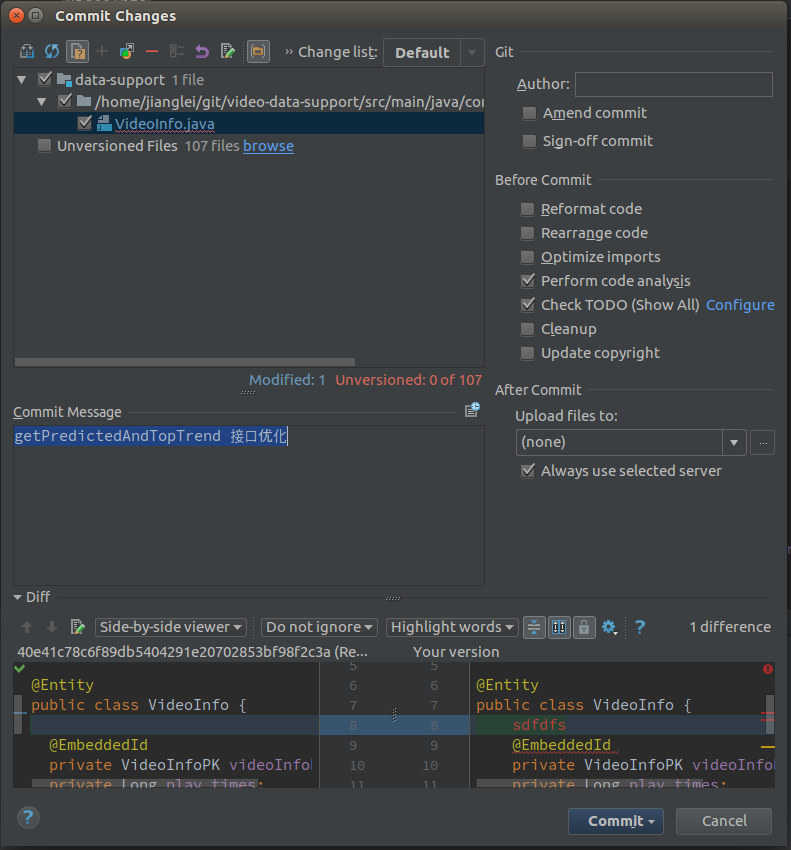 Commit Changes
» Change list: Default
data-support 1 file
/home/jianglei/git/video-data-support/src/main/java/con
VideoInfo.java
Unversioned Files 107 files browse
Modified: 1 Unversioned: 0 of 107
Commit Message
getPredictedAndTopTrend 接口优化
Git
Author:
Amend commit
Sign-off commit
Before Commit
Reformat code
Rearrange code
Optimize imports
Perform code analysis
Check TODO (Show All) Configure
Cleanup
Update copyright
After Commit
Upload files to:
(none) ...
Always use selected server
Diff
Side-by-side viewer Do not ignore Highlight words ? 1 difference
40e41c78c6f89db5404291e20702853bf98f2c3a (Re... Your version
5 5
@Entity 6 6 @Entity
public class VideoInfo { 7 7 public class VideoInfo {
8 8 sdfdfs
@EmbeddedId 9 9 @EmbeddedId
private VideoInfoPK videoInfo 10 10 private VideoInfoPK videoInfo
private Long play_times; 11 11 private Long play_times;
? Commit Cancel